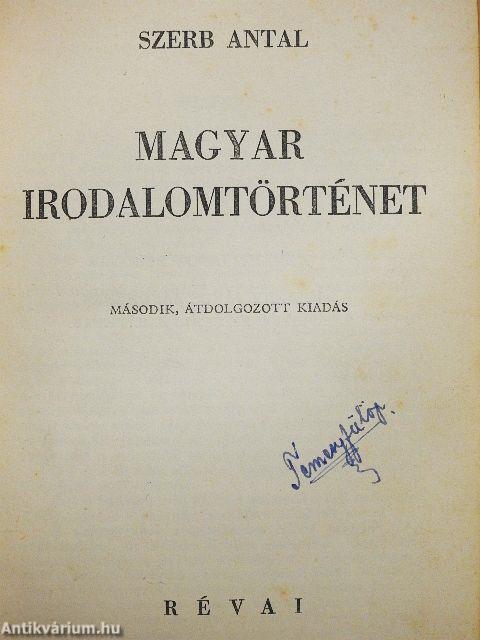 SZERB ANTAL
MAGYAR
IRODALOMTÖRTÉNET
MÁSODIK, ÁTDOLGOZOTT KIADÁS
RÉVAI
Antikvárium.hu